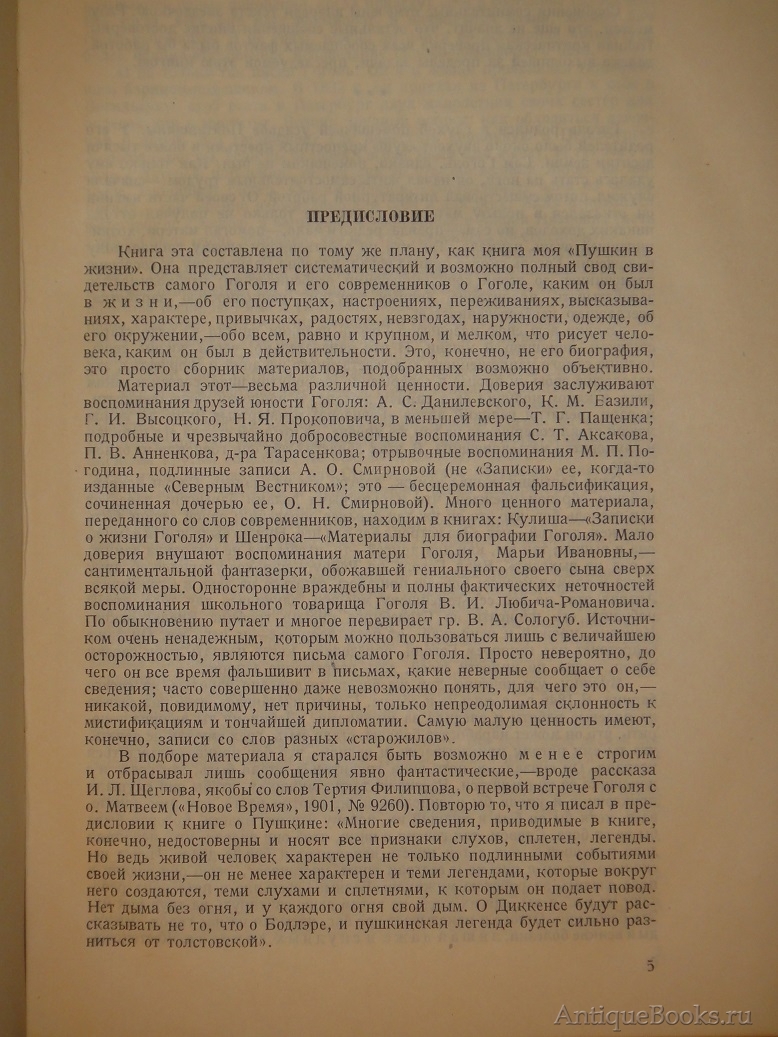 ПРЕДИСЛОВИЕ
Книга эта составлена по тому же плану, как книга моя «Пушкин в
жизни». Она представляет систематический и возможно полный свод сви-
детельств самого Гоголя и его современников о Гоголе, каким он был
в жизни,—об его поступках, настроениях, переживаниях, высказыва-
ниях, характере, привычках, радостях, невзгодах, наружности, одежде, об
его окружении,—обо всем, равно и крупном, и мелком, что рисует чело-
века, каким он был в действительности. Это, конечно, не его биография,
это просто сборник материалов, подобранных возможно объективно.
Материал этот—весьма различной ценности. Доверия заслуживают
воспоминания друзей юности Гоголя: А. С. Данилевского, К. М. Базили,
Г. И. Высоцкого, Н. Я. Прокоповича, в меньшей мере—Т. Г. Пащенка;
подробные и чрезвычайно добросовестные воспоминания С. Т. Аксакова,
П. В. Анненкова, д-ра Тарасенкова; отрывочные воспоминания М. П. По-
година, подлинные записи А. О. Смирновой (не «Записки» ее, когда-то
изданные «Северным Вестником»; это — бесцеремонная фальсификация,
сочиненная дочерью ее, О. Н. Смирновой). Много ценного материала,
переданного со слов современников, находим в книгах: Кулиша—«Записки
о жизни Гоголя» и Шенрока—«Материалы для биографии Гоголя». Мало
доверия внушают воспоминания матери Гоголя, Марьи Ивановны,—
сантиментальной фантазерки, обожавшей гениального своего сына сверх
всякой меры. Односторонне враждебны и полны фактических неточностей
воспоминания школьного товарища Гоголя В. И. Любича-Романовича.
По обыкновению путает и многое перевирает гр. В. А. Сологуб. Источни-
ком очень ненадежным, которым можно пользоваться лишь с величайшею
осторожностью, являются письма самого Гоголя. Просто невероятно, до
чего он все время фальшивит в письмах, какие неверные сообщает о себе
сведения; часто совершенно даже невозможно понять, для чего это он,—
никакой, повидимому, нет причины, только непреодолимая склонность к
мистификациям и тончайшей дипломатии. Самую малую ценность имеют,
конечно, записи со слов разных «старожилов».
В подборе материала я старался быть возможно менее строгим
и отбрасывал лишь сообщения явно фантастические,—вроде рассказа
И. Л. Щеглова, якобы со слов Тертия Филиппова, о первой встрече Гоголя с
о. Матвеем («Новое Время», 1901, № 9260). Повторю то, что я писал в пре-
дисловии к книге о Пушкине: «Многие сведения, приводимые в книге,
конечно, недостоверны и носят все признаки слухов, сплетен, легенды.
Но ведь живой человек характерен не только подлинными событиями
своей жизни,—он не менее характерен и теми легендами, которые вокруг
него создаются, теми слухами и сплетнями, к которым он подает повод.
Нет дыма без огня, и у каждого огня свой дым. О Диккенсе будут рас-
сказывать не то, что о Бодлэре, и пушкинская легенда будет сильно раз-
ниться от толстовской».
5
AntiqueBooks.ru